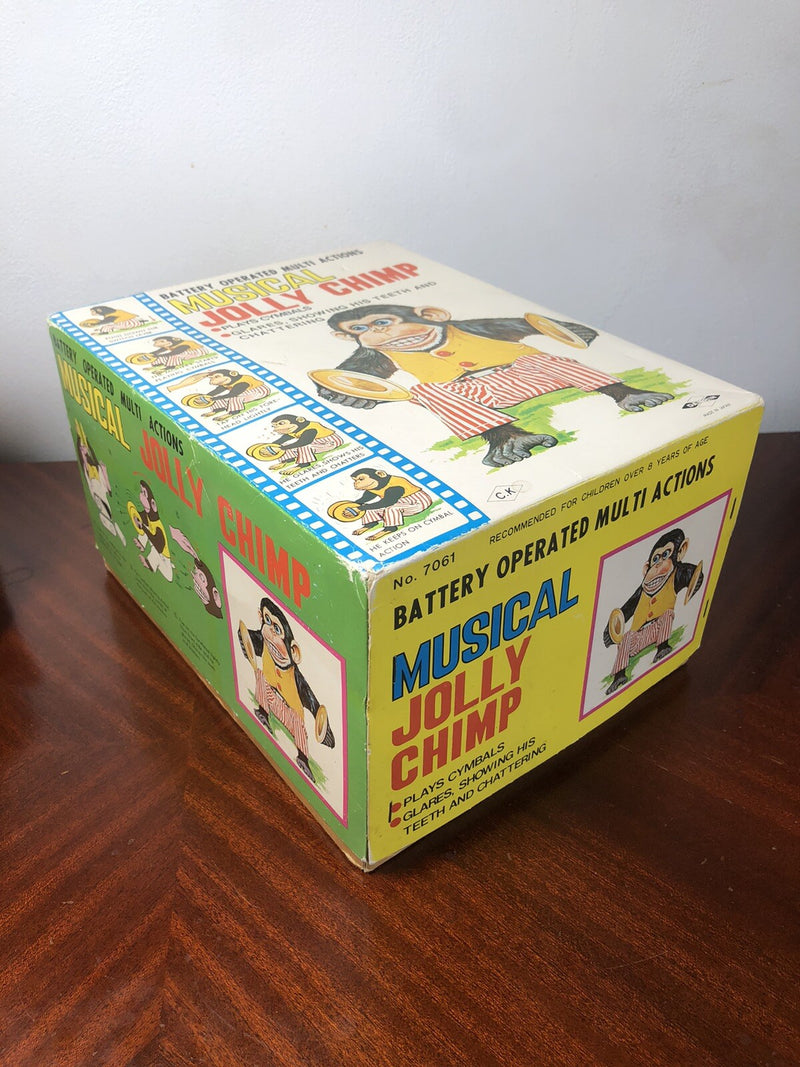 BATTERY OPERATED MULTI ACTIONS
MUSICAL
JOLLY CHIMP
•PLAYS CYMBALS
•GLARES, SHOWING HIS TEETH AND
CHATTERING
HE GLARES SHOWS HIS
TEETH AND CHATTERS
HE KEEPS ON CYMBAL
ACTION
C.K
MADE IN JAPAN
BATTERY OPERATED MULTI ACTIONS
MUSICAL JOLLY CHIMP
No. 7061 RECOMMENDED FOR CHILDREN OVER 8 YEARS OF AGE
BATTERY OPERATED MULTI ACTIONS
MUSICAL
JOLLY
CHIMP
•PLAYS CYMBALS
•GLARES, SHOWING HIS
TEETH AND CHATTERING